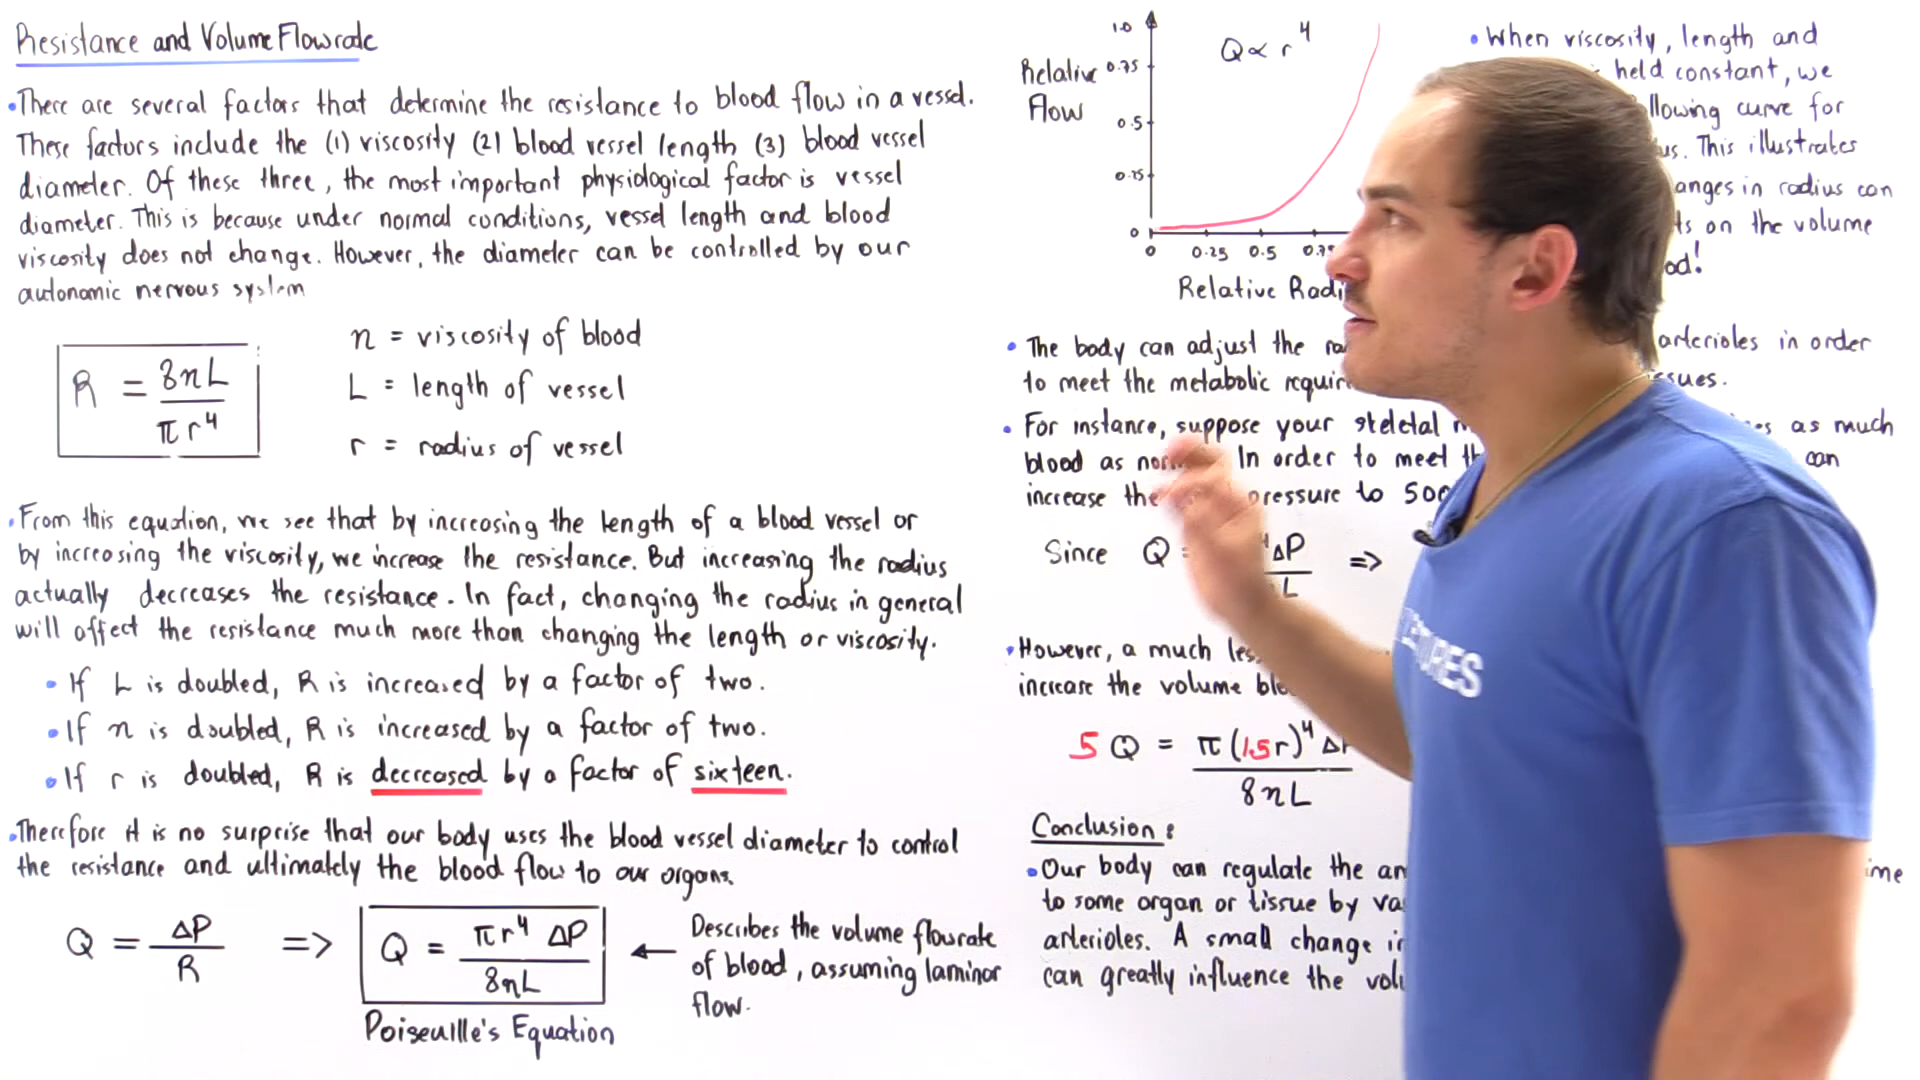 Resistance and Volume Flowrate
• There are several factors that determine the resistance to blood flow in a vessel.
These factors include the (1) viscosity (2) blood vessel length (3) blood vessel
diameter. Of these three, the most important physiological factor is vessel
diameter. This is because under normal conditions, vessel length and blood
viscosity does not change. However, the diameter can be controlled by our
autonomic nervous system
R = 8nL / πr⁴
n = viscosity of blood
L = length of vessel
r = radius of vessel
• From this equation, we see that by increasing the length of a blood vessel or
by increasing the viscosity, we increase the resistance. But increasing the radius
actually decreases the resistance. In fact, changing the radius in general
will affect the resistance much more than changing the length or viscosity.
• If L is doubled, R is increased by a factor of two.
• If n is doubled, R is increased by a factor of two.
• If r is doubled, R is decreased by a factor of sixteen.
• Therefore it is no surprise that our body uses the blood vessel diameter to control
the resistance and ultimately the blood flow to our organs.
Q = ΔP / R => Q = πr⁴ ΔP / 8nL ←
Describes the volume flowrate
of blood, assuming laminar
flow.
Poiseuille's Equation
Relative
Flow
1.0
0.75
0.5
0.25
0
Q ∝ r⁴
0 0.25 0.5 0.75
Relative
• When viscosity, length and
held constant, we
curve for
This illustrates
in radius can
on the volume
• The body can adjust the arterioles in order
to meet the metabolic
• For instance, suppose your skeletal as much
blood as In order to meet can
increase the pressure to
Since Q = ΔP / L =>
• However, a much
increase the volume
5 Q = π(1.5r)⁴ / 8nL
Conclusion:
• Our body can regulate the
to some organ or tissue by
arterioles. A small change
can greatly influence the